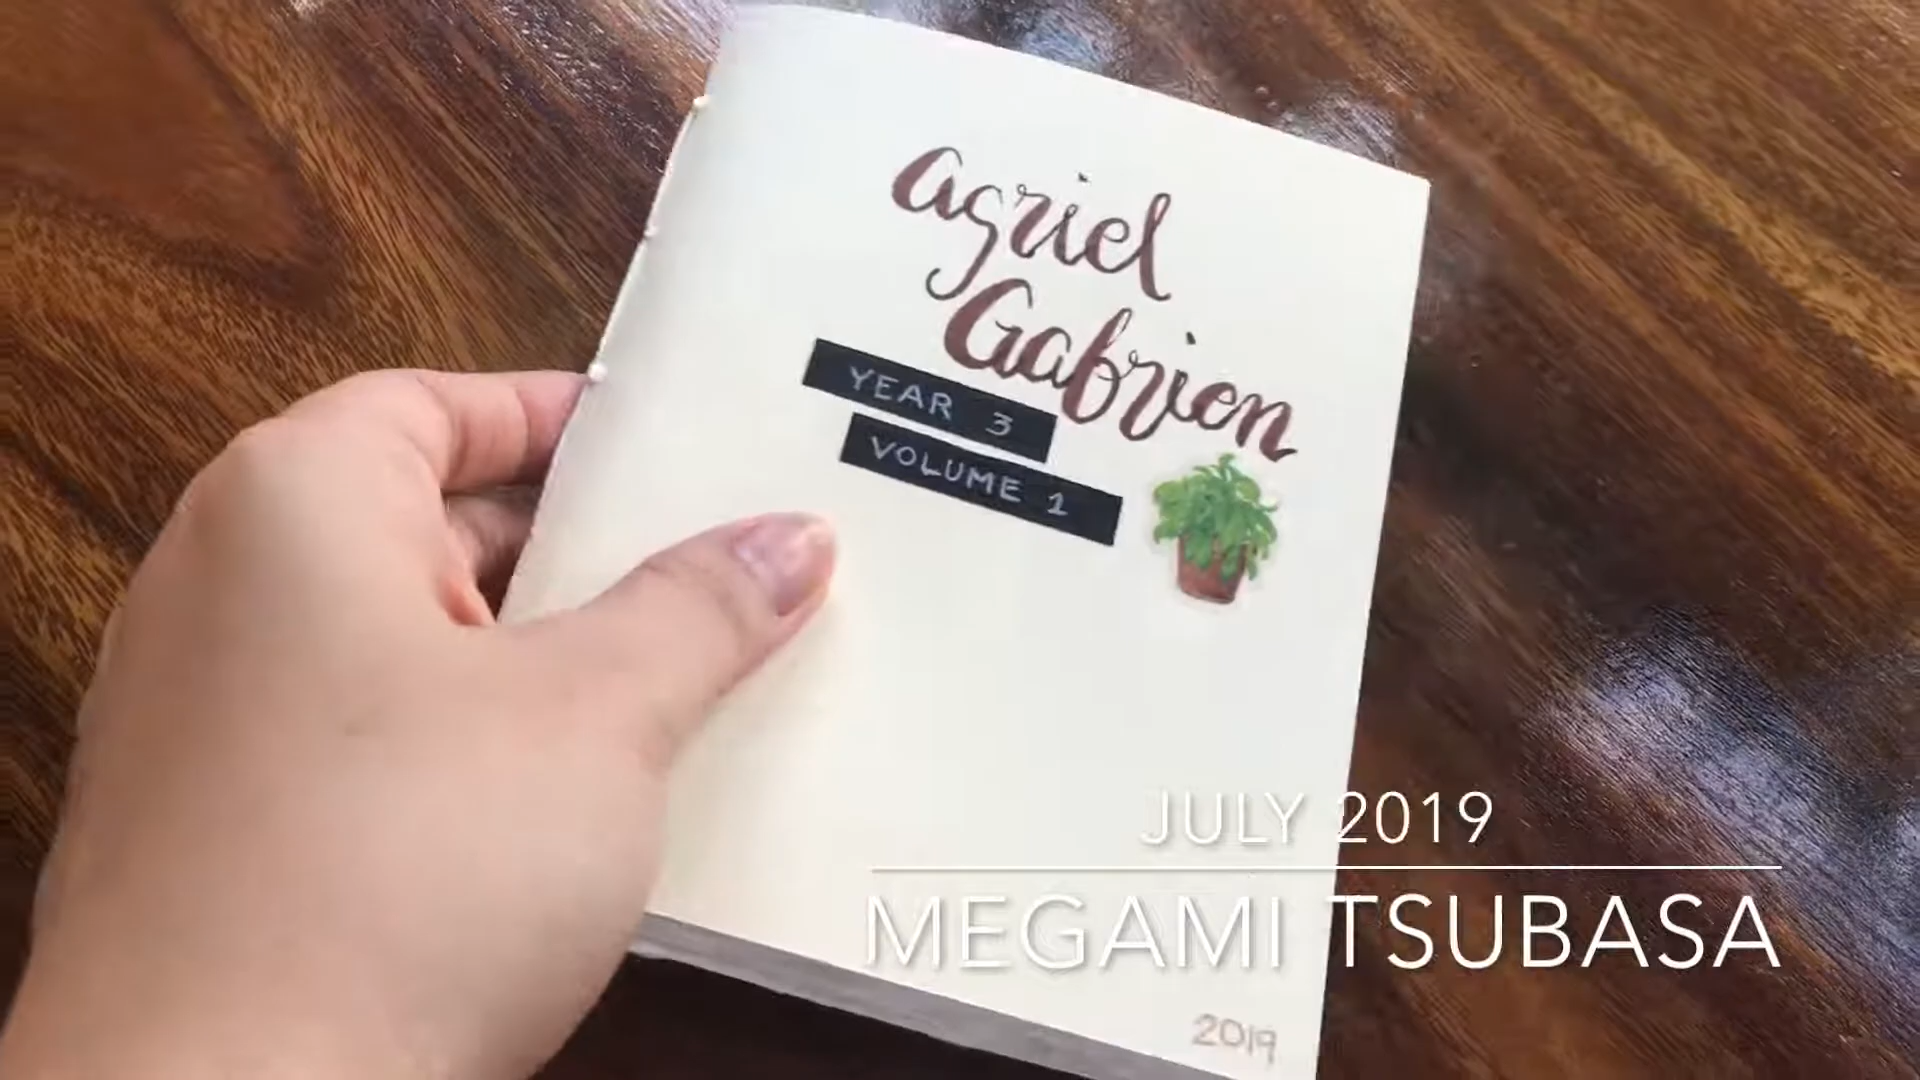 agriel
Gabrien
YEAR 3
VOLUME 1
JULY 2019
MEGAMI TSUBASA
2019